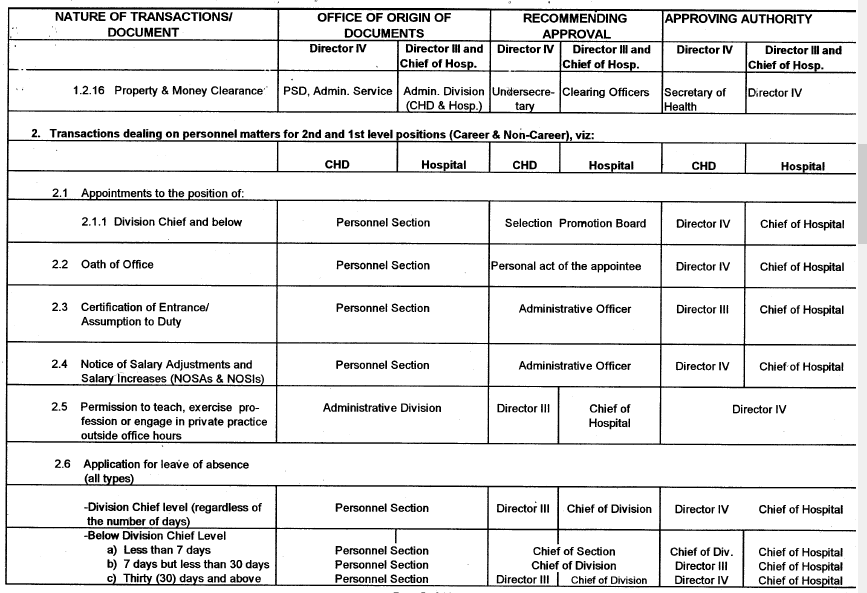 NATURE OF TRANSACTIONS/ OFFICE OF ORIGIN OF RECOMMENDING APPROVING AUTHORITY
DOCUMENT DOCUMENTS APPROVAL
Director IV Director III and Director IV Director III and Director IV Director III and
Chief of Hosp. Chief of Hosp. Chief of Hosp.
1.2.16 Property & Money Clearance PSD, Admin. Service Admin. Division Undersecre- Clearing Officers Secretary of Director IV
(CHD & Hosp.) tary Health
2. Transactions dealing on personnel matters for 2nd and 1st level positions (Career & Non-Career), viz:
CHD Hospital CHD Hospital CHD Hospital
2.1 Appointments to the position of:
2.1.1 Division Chief and below Personnel Section Selection Promotion Board Director IV Chief of Hospital
2.2 Oath of Office Personnel Section Personal act of the appointee Director IV Chief of Hospital
2.3 Certification of Entrance/ Personnel Section Administrative Officer Director III Chief of Hospital
Assumption to Duty
2.4 Notice of Salary Adjustments and Personnel Section Administrative Officer Director IV Chief of Hospital
Salary Increases (NOSAs & NOSIs)
2.5 Permission to teach, exercise pro- Administrative Division Director III Chief of Director IV
fession or engage in private practice Hospital
outside office hours
2.6 Application for leave of absence
(all types)
-Division Chief level (regardless of Personnel Section Director III Chief of Division Director IV Chief of Hospital
the number of days)
-Below Division Chief Level
a) Less than 7 days Personnel Section Chief of Section Chief of Div. Chief of Hospital
b) 7 days but less than 30 days Personnel Section Chief of Division Director III Chief of Hospital
c) Thirty (30) days and above Personnel Section Director III Chief of Division Director IV Chief of Hospital